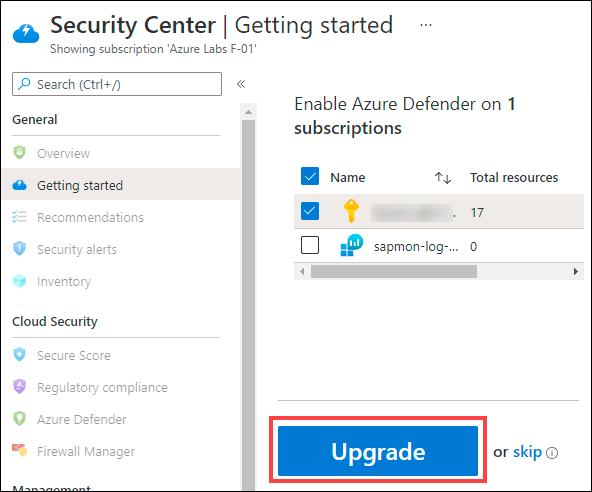 Security Center | Getting started ...
Showing subscription 'Azure Labs F-01'
Search (Ctrl+/)
«
General
Overview
Getting started
Recommendations
Security alerts
Inventory
Cloud Security
Secure Score
Regulatory compliance
Azure Defender
Firewall Manager
Management
Enable Azure Defender on 1
subscriptions
Name ↑↓ Total resources
17
sapmon-log-... 0
Upgrade or skip